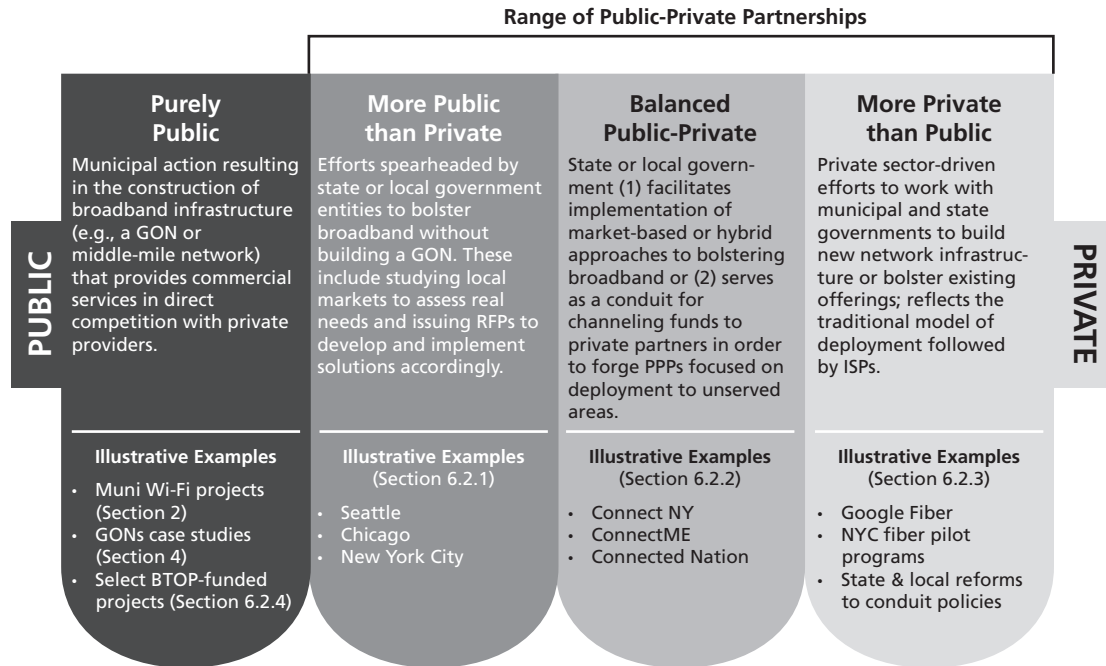 Range of Public-Private Partnerships
PUBLIC
Purely
Public
Municipal action resulting
in the construction of
broadband infrastructure
(e.g., a GON or
middle-mile network)
that provides commercial
services in direct
competition with private
providers.
Illustrative Examples
• Muni Wi-Fi projects
(Section 2)
• GONs case studies
(Section 4)
• Select BTOP-funded
projects (Section 6.2.4)
More Public
than Private
Efforts spearheaded by
state or local government
entities to bolster
broadband without
building a GON. These
include studying local
markets to assess real
needs and issuing RFPs to
develop and implement
solutions accordingly.
Illustrative Examples
(Section 6.2.1)
• Seattle
• Chicago
• New York City
Balanced
Public-Private
State or local govern-
ment (1) facilitates
implementation of
market-based or hybrid
approaches to bolstering
broadband or (2) serves
as a conduit for
channeling funds to
private partners in order
to forge PPPs focused on
deployment to unserved
areas.
Illustrative Examples
(Section 6.2.2)
• Connect NY
• ConnectME
• Connected Nation
More Private
than Public
Private sector-driven
efforts to work with
municipal and state
governments to build
new network infrastruc-
ture or bolster existing
offerings; reflects the
traditional model of
deployment followed
by ISPs.
Illustrative Examples
(Section 6.2.3)
• Google Fiber
• NYC fiber pilot
programs
• State & local reforms
to conduit policies
PRIVATE